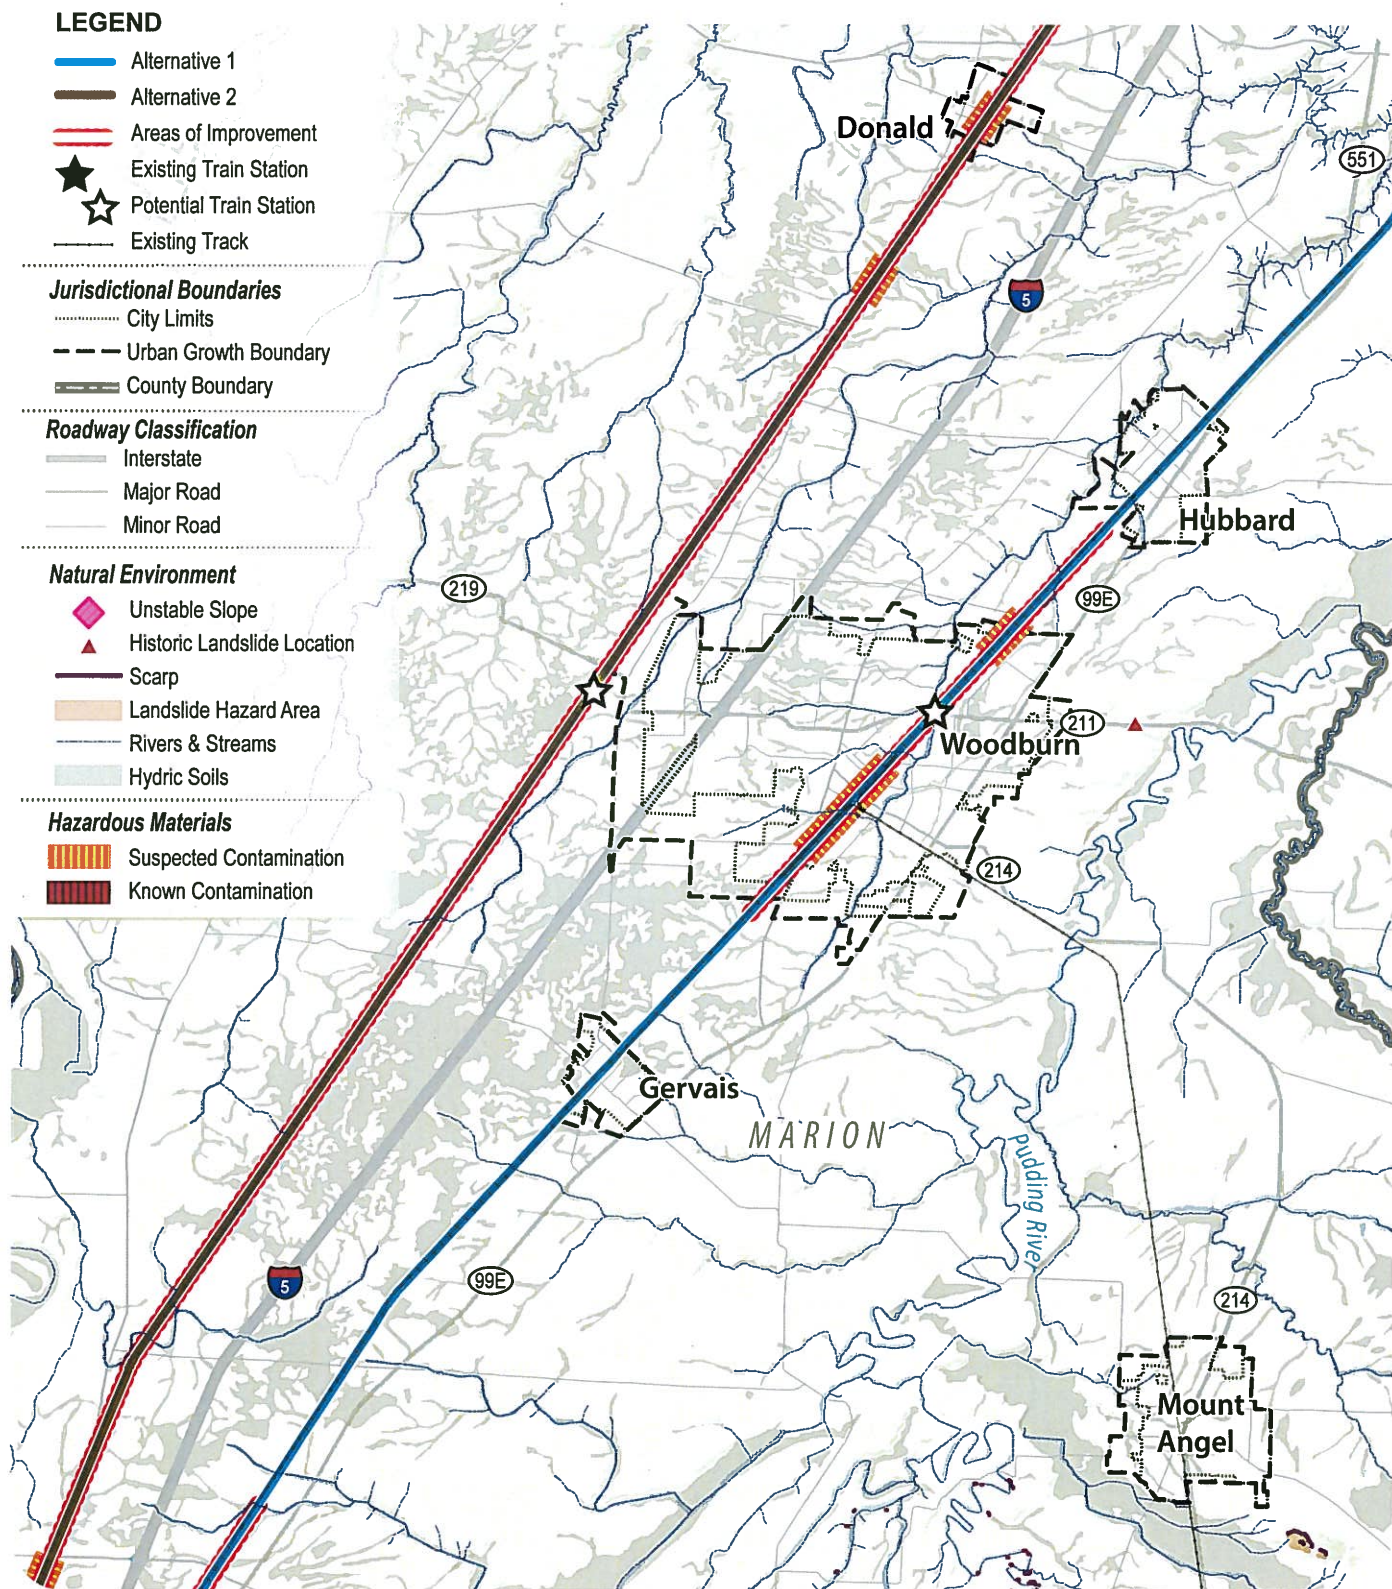 LEGEND
Alternative 1
Alternative 2
Areas of Improvement
Existing Train Station
Potential Train Station
Existing Track
Jurisdictional Boundaries
City Limits
Urban Growth Boundary
County Boundary
Roadway Classification
Interstate
Major Road
Minor Road
Natural Environment
Unstable Slope
Historic Landslide Location
Scarp
Landslide Hazard Area
Rivers & Streams
Hydric Soils
Hazardous Materials
Suspected Contamination
Known Contamination
Donald
551
5
Hubbard
219
99E
211
Woodburn
214
Gervais
MARION
Pudding River
5
99E
214
Mount
Angel